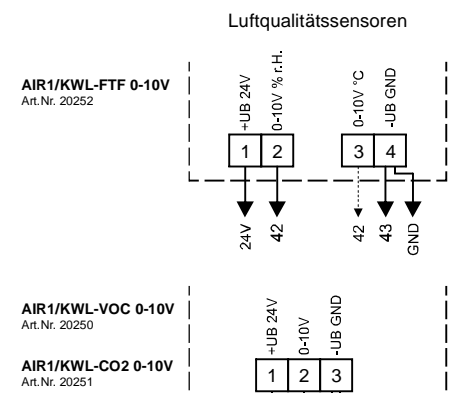 Luftqualitätssensoren
AIR1/KWL-FTF 0-10V
Art.Nr. 20252
+UB 24V
0-10V % r.H.
0-10V °C
-UB GND
1 2 3 4
24V
42
42
43
GND
AIR1/KWL-VOC 0-10V
Art.Nr. 20250
AIR1/KWL-CO2 0-10V
Art.Nr. 20251
+UB 24V
0-10V
-UB GND
1 2 3